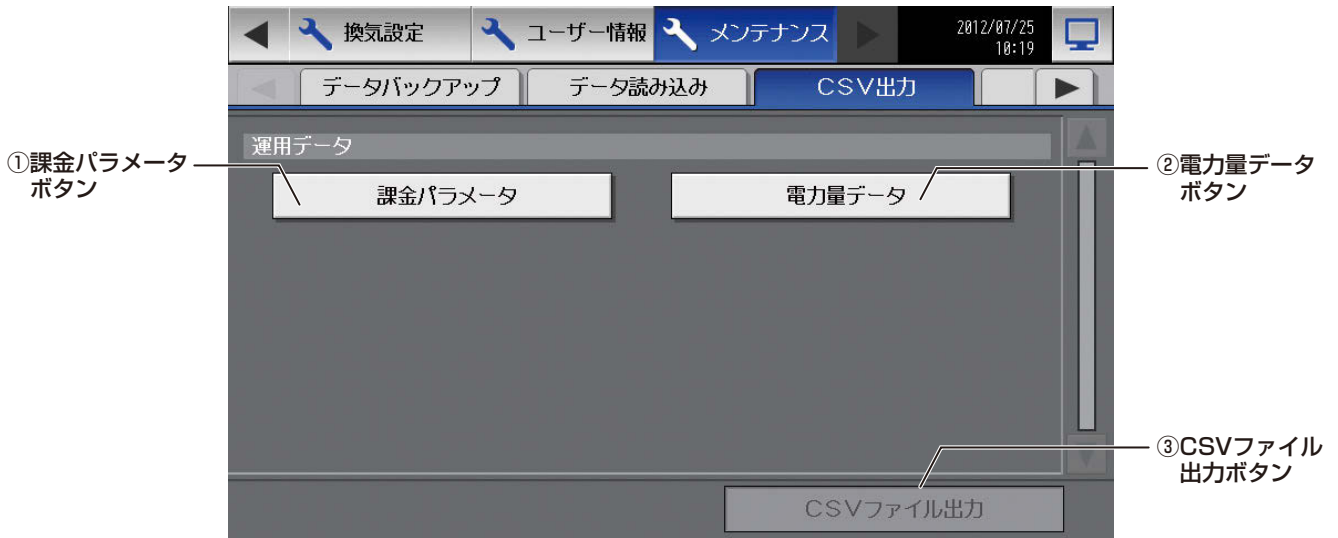 換気設定
ユーザー情報
メンテナンス
2012/07/25
10:19
データバックアップ
データ読み込み
CSV出力
運用データ
①課金パラメータ
ボタン
課金パラメータ
電力量データ
②電力量データ
ボタン
③CSVファイル
出力ボタン
CSVファイル出力